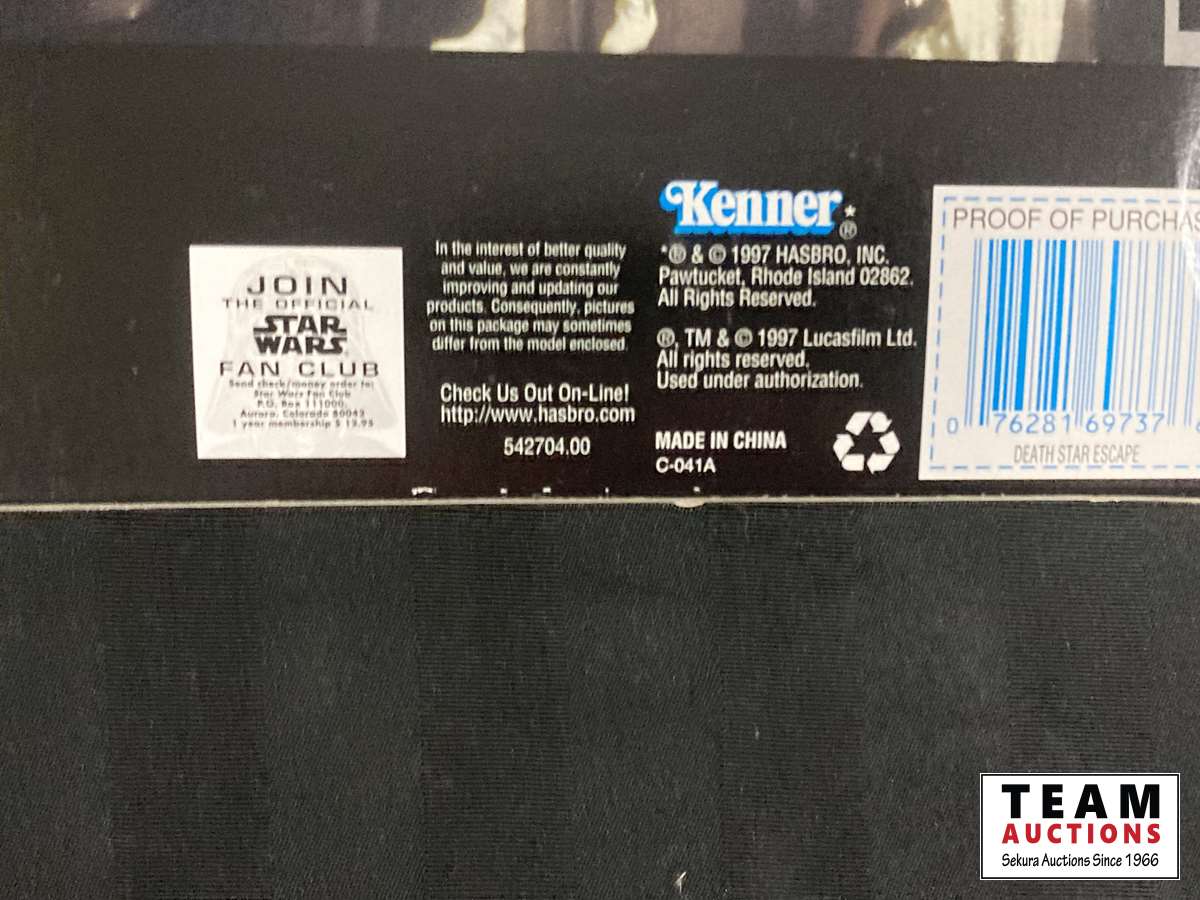 JOIN
THE OFFICIAL
STAR
WARS
FAN CLUB
Send check/money order to:
Star Wars Fan Club
P.O. Box 111000,
Aurora, Colorado 80042
1 year membership $ 12.95
In the interest of better quality
and value, we are constantly
improving and updating our
products. Consequently, pictures
on this package may sometimes
differ from the model enclosed.
Check Us Out On-Line!
http://www.hasbro.com
542704.00
Kenner*®
*® & © 1997 HASBRO, INC.
Pawtucket, Rhode Island 02862.
All Rights Reserved.
®, TM & © 1997 Lucasfilm Ltd.
All rights reserved.
Used under authorization.
MADE IN CHINA
C-041A
PROOF OF PURCHAS
0 76281 69737 6
DEATH STAR ESCAPE
TEAM
AUCTIONS
Sekura Auctions Since 1966